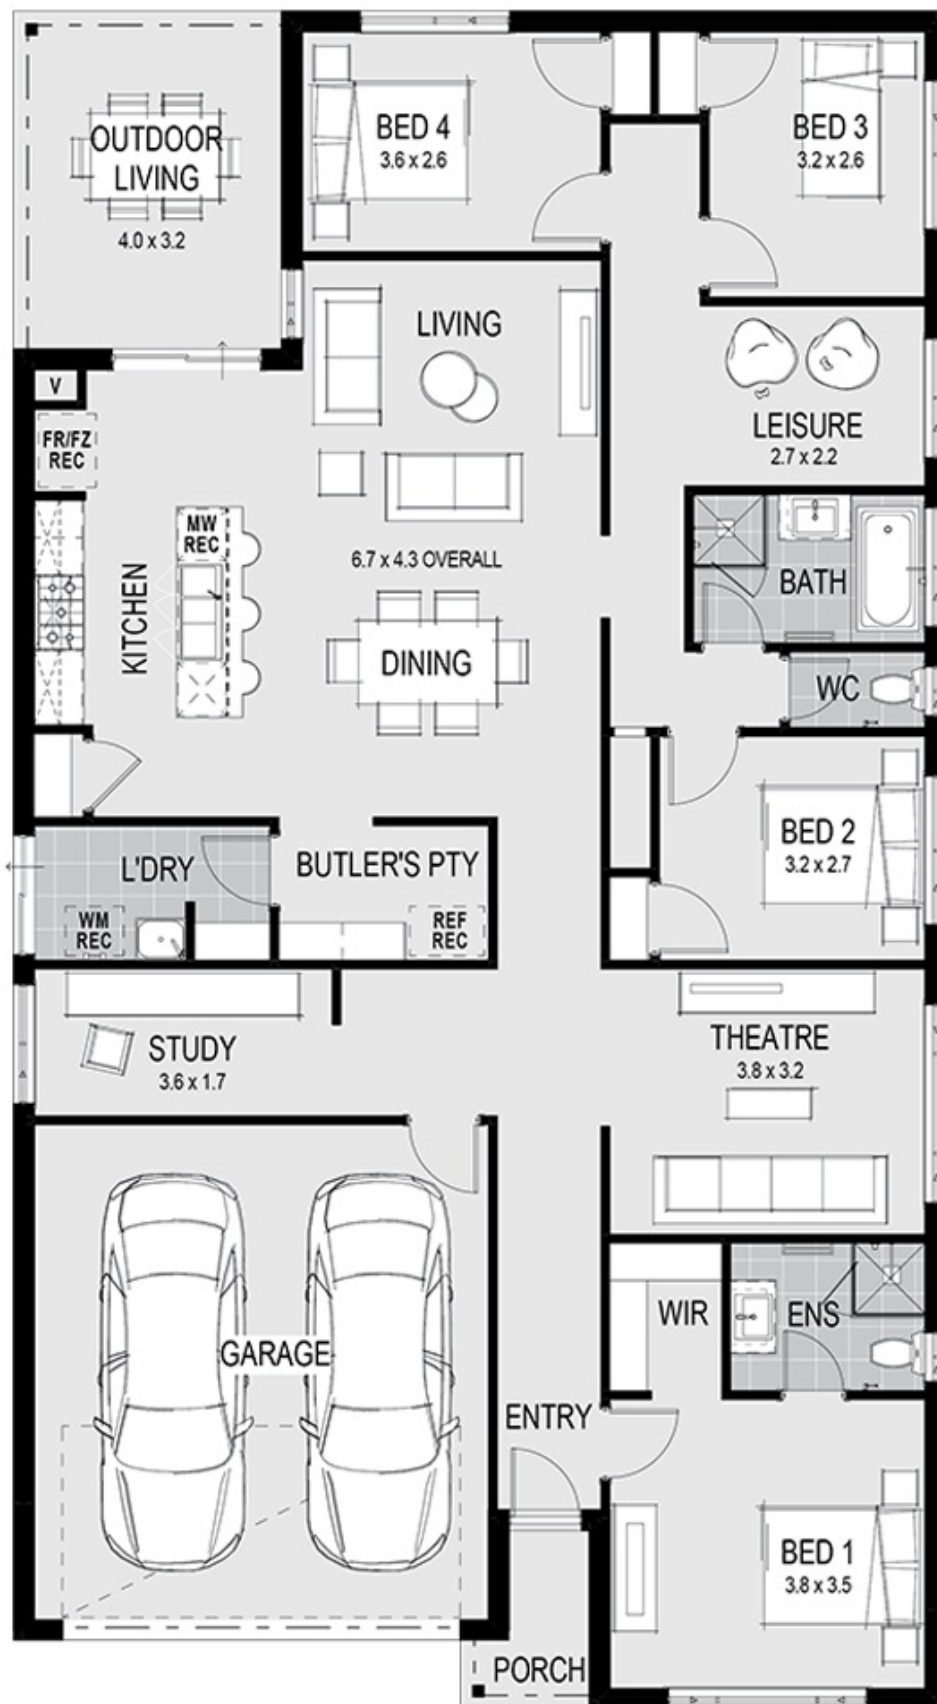 OUTDOOR
LIVING
4.0 x 3.2
BED 4
3.6 x 2.6
BED 3
3.2 x 2.6
LIVING
LEISURE
2.7 x 2.2
V
FR/FZ
REC
MW
REC
KITCHEN
6.7 x 4.3 OVERALL
DINING
BATH
WC
BED 2
3.2 x 2.7
L'DRY
WM
REC
BUTLER'S PTY
REF
REC
STUDY
3.6 x 1.7
THEATRE
3.8 x 3.2
GARAGE
WIR
ENS
ENTRY
BED 1
3.8 x 3.5
PORCH